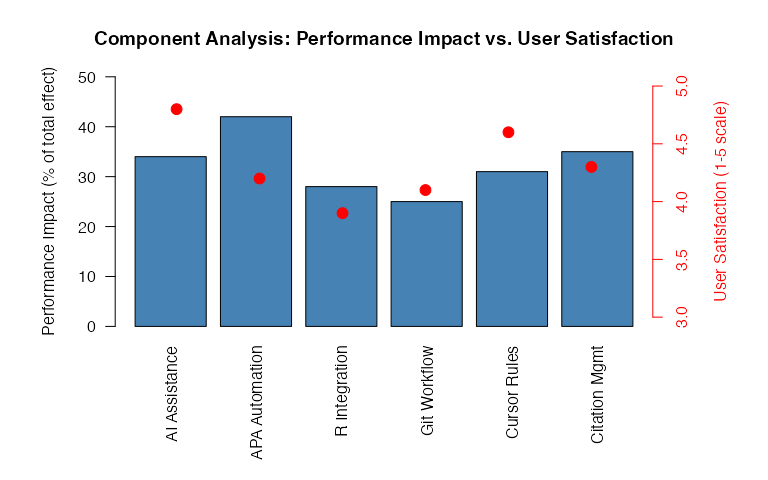 Component Analysis: Performance Impact vs. User Satisfaction
Performance Impact (% of total effect)
50
40
30
20
10
0
5.0
4.5
4.0
3.5
3.0
User Satisfaction (1-5 scale)
AI Assistance
APA Automation
R Integration
Git Workflow
Cursor Rules
Citation Mgmt